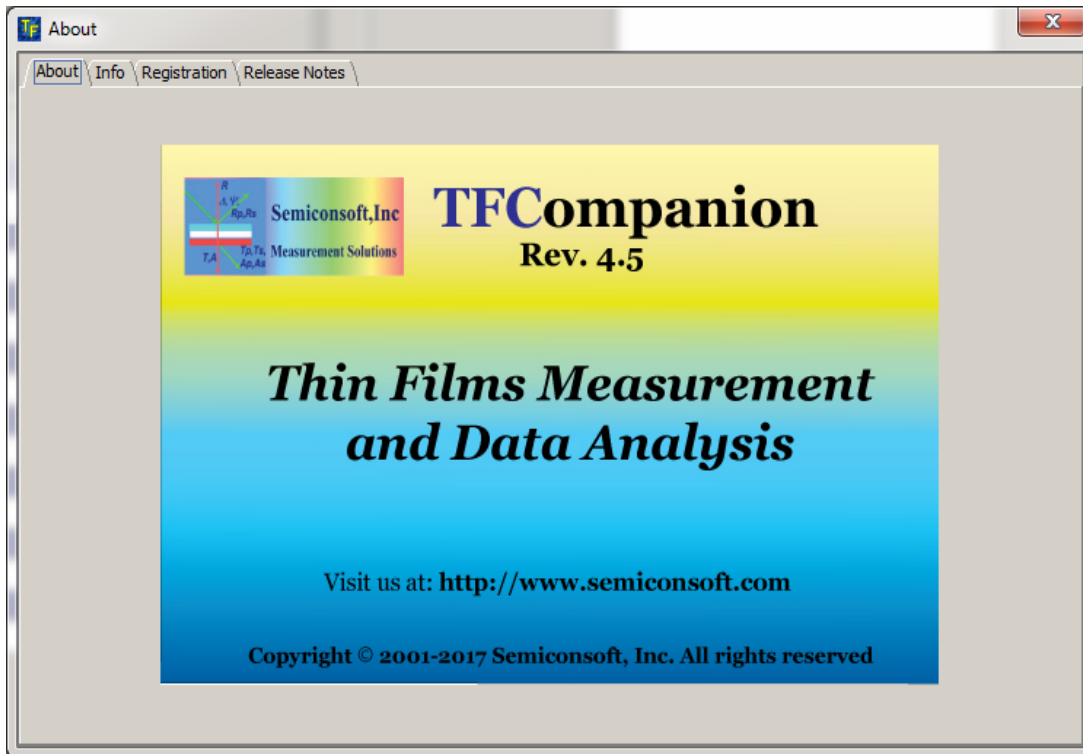 About
About Info Registration Release Notes
R
Δ, Ψ,
Rp,Rs
T,A
Tp,Ts,
Ap,As
Semiconsoft,Inc
Measurement Solutions
TFCompanion
Rev. 4.5
Thin Films Measurement
and Data Analysis
Visit us at: http://www.semiconsoft.com
Copyright © 2001-2017 Semiconsoft, Inc. All rights reserved